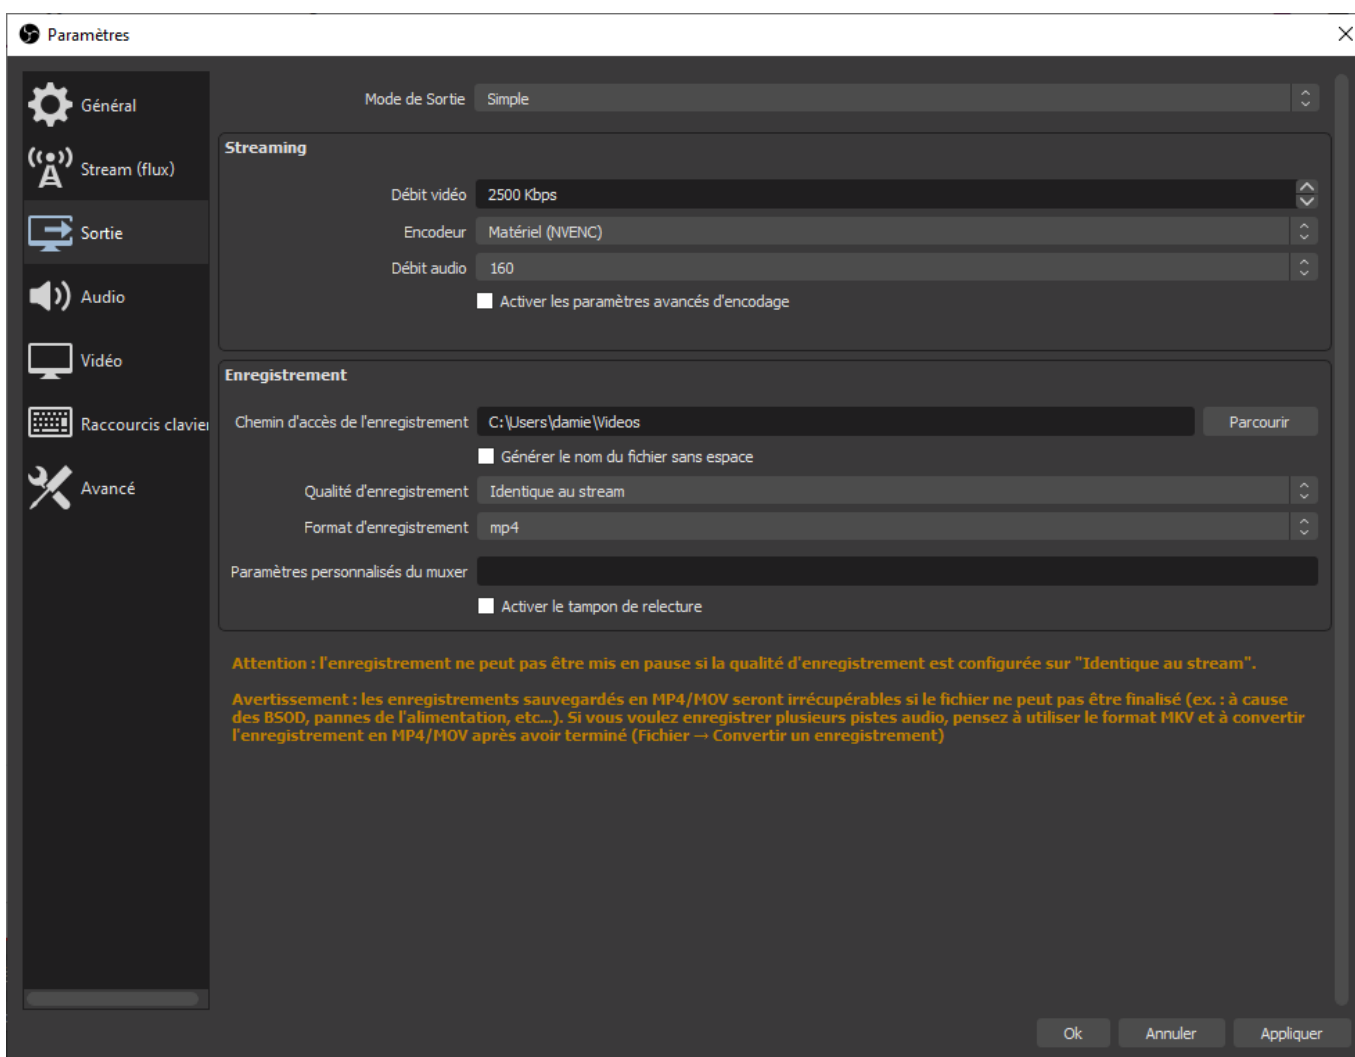 Paramètres
Général
Stream (flux)
Sortie
Audio
Vidéo
Raccourcis clavier
Avancé
Mode de Sortie Simple
Streaming
Débit vidéo 2500 Kbps
Encodeur Matériel (NVENC)
Débit audio 160
Activer les paramètres avancés d'encodage
Enregistrement
Chemin d'accès de l'enregistrement C:\Users\damie\Videos Parcourir
Générer le nom du fichier sans espace
Qualité d'enregistrement Identique au stream
Format d'enregistrement mp4
Paramètres personnalisés du muxer
Activer le tampon de relecture
Attention : l'enregistrement ne peut pas être mis en pause si la qualité d'enregistrement est configurée sur "Identique au stream".
Avertissement : les enregistrements sauvegardés en MP4/MOV seront irrécupérables si le fichier ne peut pas être finalisé (ex. : à cause
des BSOD, pannes de l'alimentation, etc...). Si vous voulez enregistrer plusieurs pistes audio, pensez à utiliser le format MKV et à convertir
l'enregistrement en MP4/MOV après avoir terminé (Fichier → Convertir un enregistrement)
Ok Annuler Appliquer